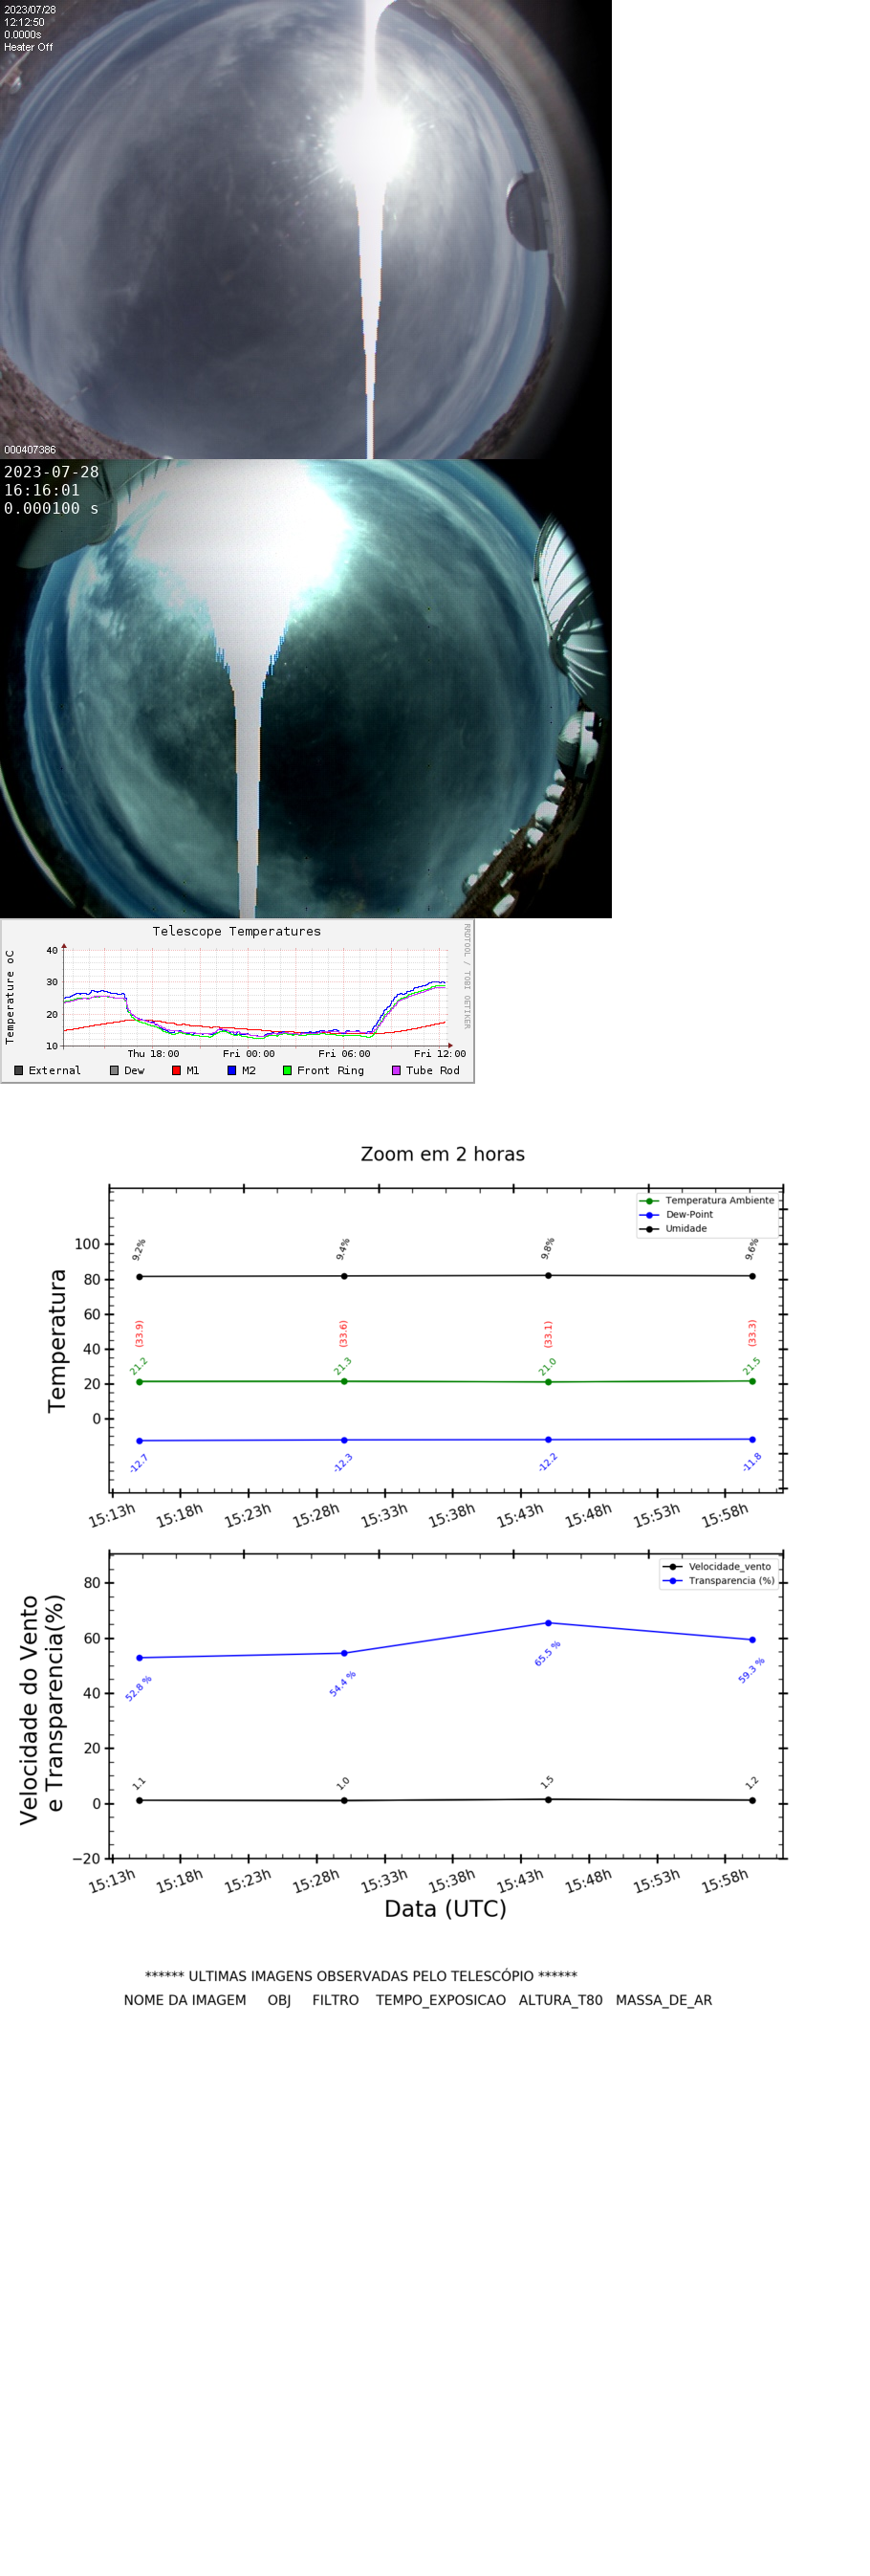 2023/07/28
12:12:50
0.0000s
Heater Off
000407386
2023-07-28
16:16:01
0.000100 s
Telescope Temperatures
RRDTOOL / TOBI OETIKER
Temperature oC
40
30
20
10
Thu 18:00 Fri 00:00 Fri 06:00 Fri 12:00
External Dew M1 M2 Front Ring Tube Rod
Zoom em 2 horas
Temperatura
Temperatura Ambiente
Dew-Point
Umidade
100
80
60
40
20
0
9.2% 9.4% 9.8% 9.6%
(33.9) (33.6) (33.1) (33.3)
21.2 21.3 21.0 21.5
-12.7 -12.3 -12.2 -11.8
15:13h 15:18h 15:23h 15:28h 15:33h 15:38h 15:43h 15:48h 15:53h 15:58h
Velocidade do Vento
e Transparencia(%)
Velocidade_vento
Transparencia (%)
80
60
40
20
0
−20
52.8 % 54.4 % 65.5 % 59.3 %
1.1 1.0 1.5 1.2
15:13h 15:18h 15:23h 15:28h 15:33h 15:38h 15:43h 15:48h 15:53h 15:58h
Data (UTC)
****** ULTIMAS IMAGENS OBSERVADAS PELO TELESCÓPIO ******
NOME DA IMAGEM OBJ FILTRO TEMPO_EXPOSICAO ALTURA_T80 MASSA_DE_AR